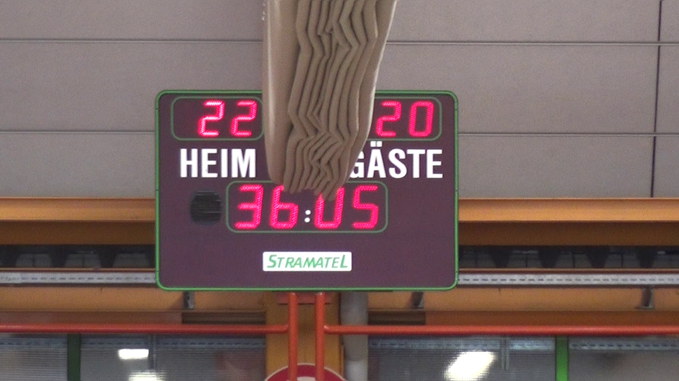 22 20
HEIM GÄSTE
36:05
STRAMATEL